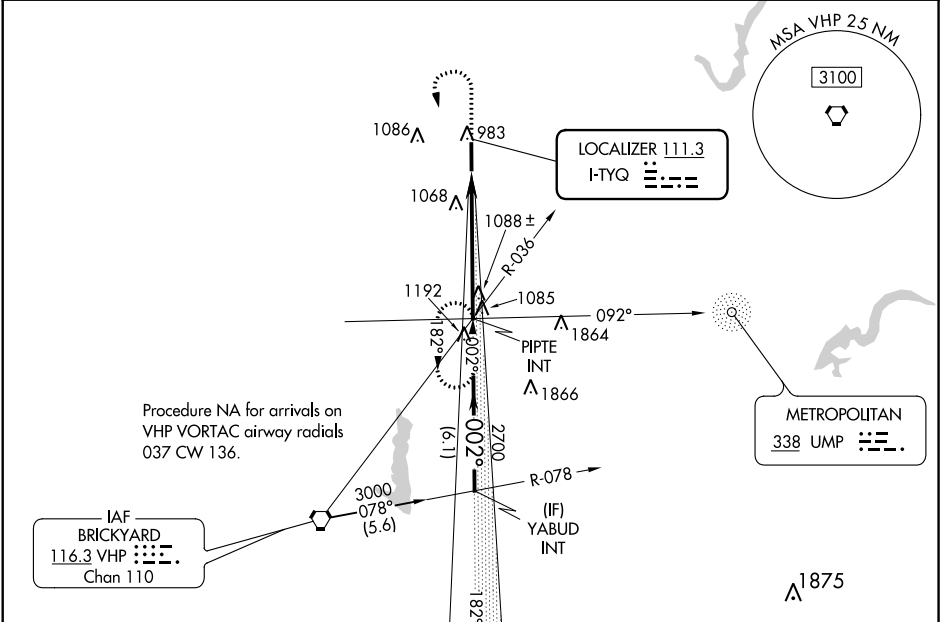 MSA VHP 25 NM
3100
1086
983
LOCALIZER 111.3
I-TYQ
1068
1088 ±
R-036
1192
1085
092°
1864
182°
002°
PIPTE
INT
1866
Procedure NA for arrivals on
VHP VORTAC airway radials
037 CW 136.
METROPOLITAN
338 UMP
002°
(6.1)
2700
R-078
3000
078°
(5.6)
(IF)
YABUD
INT
IAF
BRICKYARD
116.3 VHP
Chan 110
1875
182°